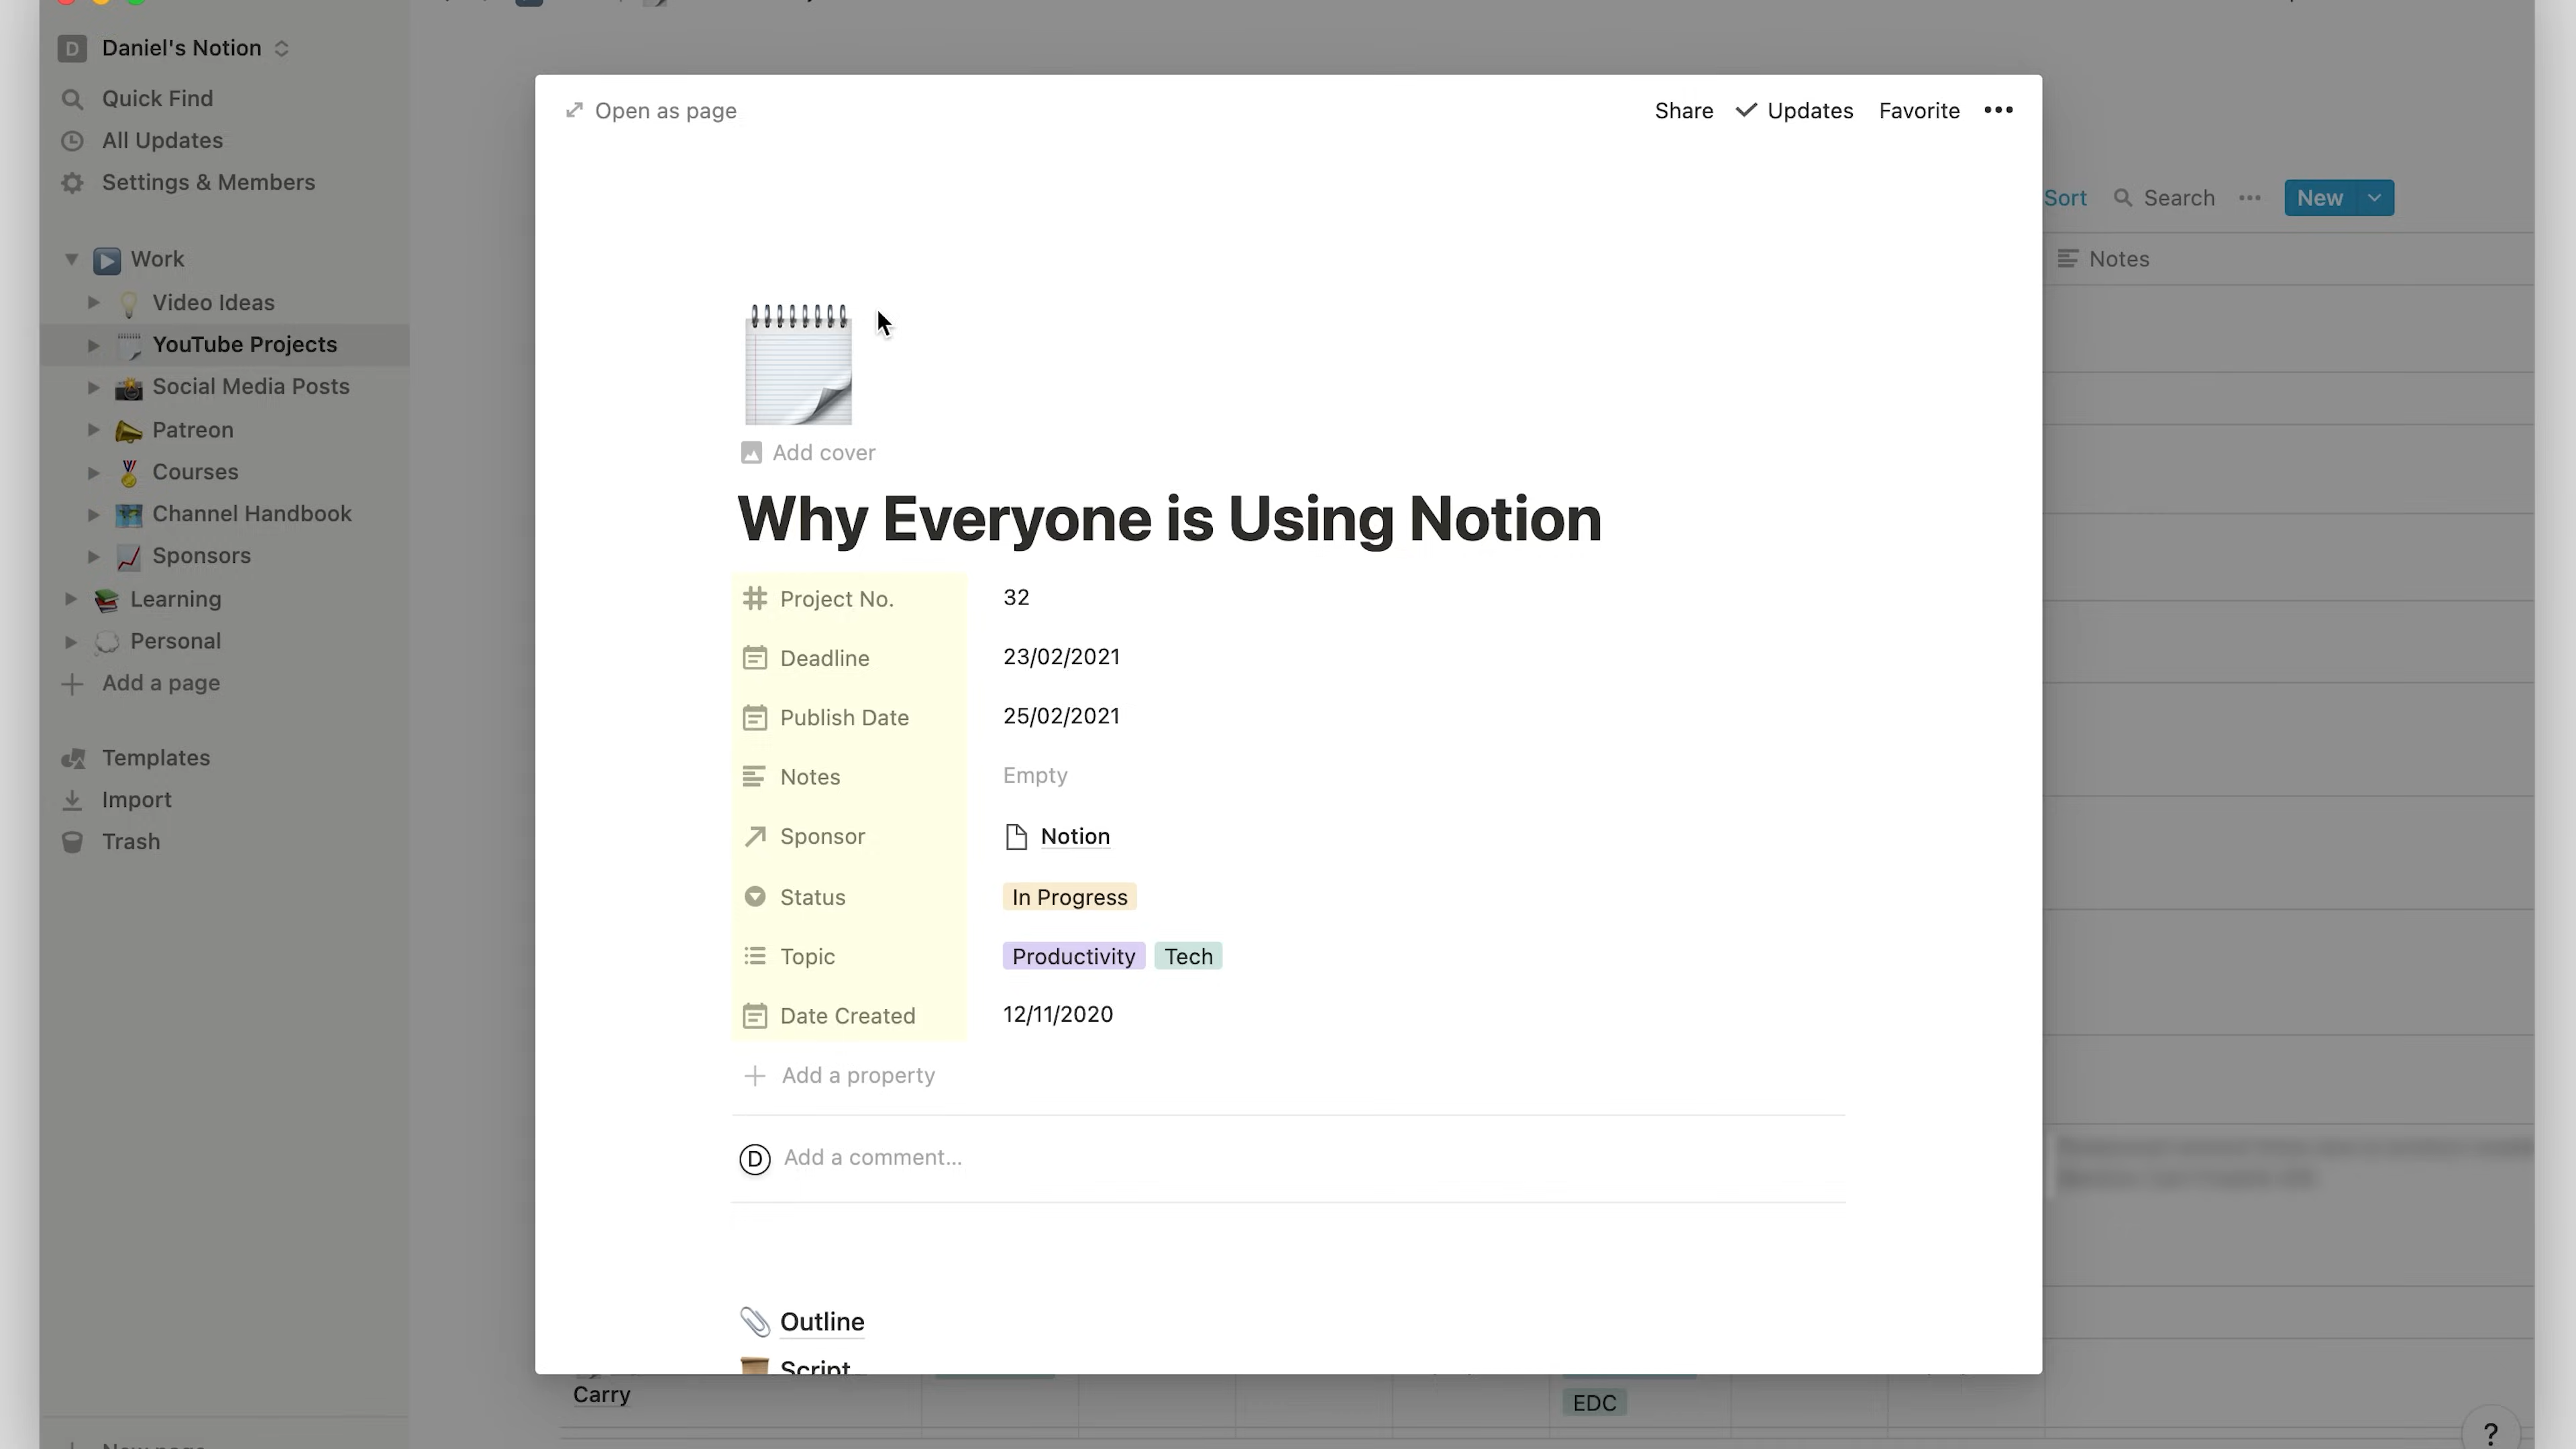 Daniel's Notion
Quick Find
All Updates
Settings & Members
Work
Video Ideas
YouTube Projects
Social Media Posts
Patreon
Courses
Channel Handbook
Sponsors
Learning
Personal
Add a page
Templates
Import
Trash
Open as page
Share Updates Favorite
Sort Search New
Notes
Add cover
Why Everyone is Using Notion
Project No. 32
Deadline 23/02/2021
Publish Date 25/02/2021
Notes Empty
Sponsor Notion
Status In Progress
Topic Productivity Tech
Date Created 12/11/2020
Add a property
D Add a comment...
Outline
Script
Carry
EDC
?